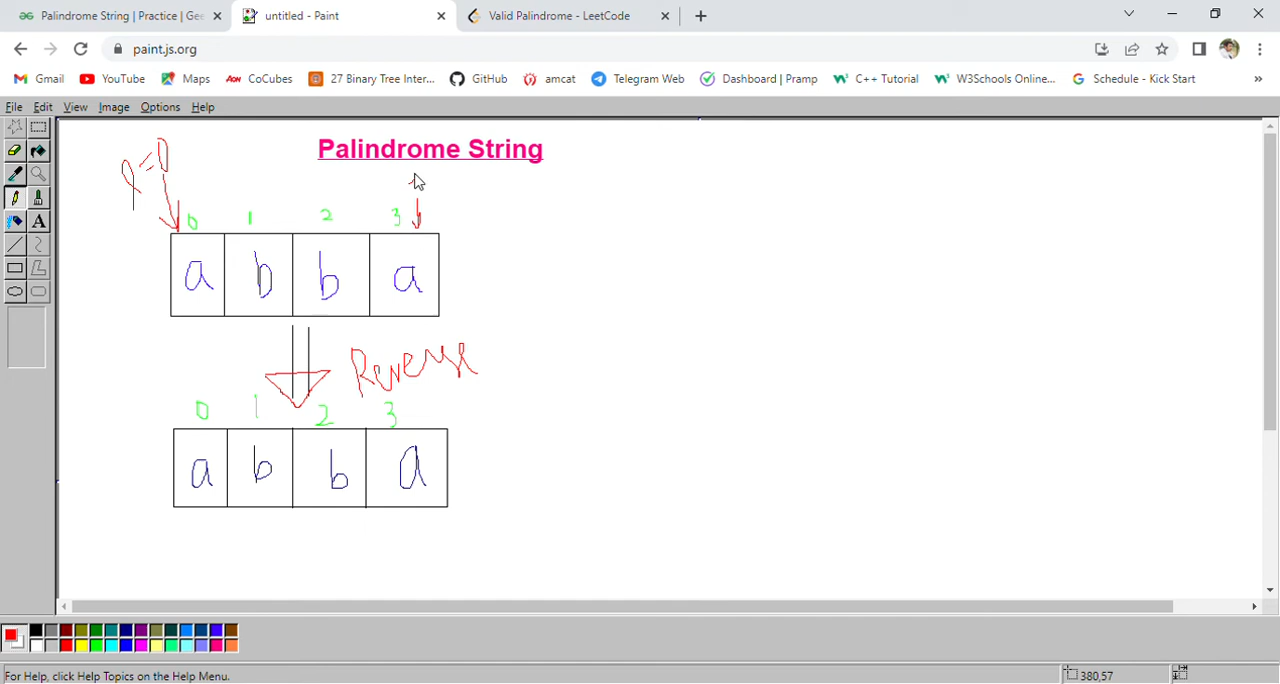 Palindrome String | Practice | Gee
untitled - Paint
Valid Palindrome - LeetCode
paint.js.org
Gmail
YouTube
Maps
CoCubes
27 Binary Tree Inter...
GitHub
amcat
Telegram Web
Dashboard | Pramp
C++ Tutorial
W3Schools Online...
Schedule - Kick Start
»
File Edit View Image Options Help
Palindrome String
0 1 2 3
a b b a
Reverse
0 1 2 3
a b b a
For Help, click Help Topics on the Help Menu.
380,57